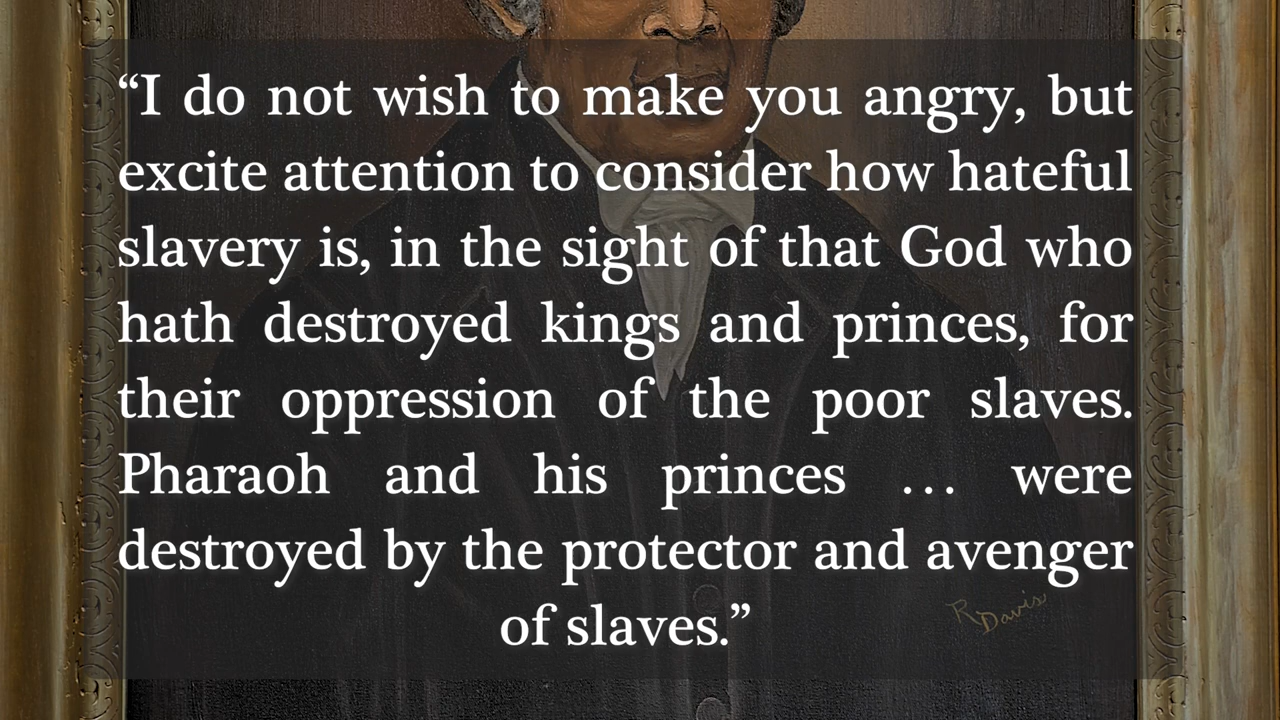 “I do not wish to make you angry, but
excite attention to consider how hateful
slavery is, in the sight of that God who
hath destroyed kings and princes, for
their oppression of the poor slaves.
Pharaoh and his princes … were
destroyed by the protector and avenger
of slaves.”
R Davis